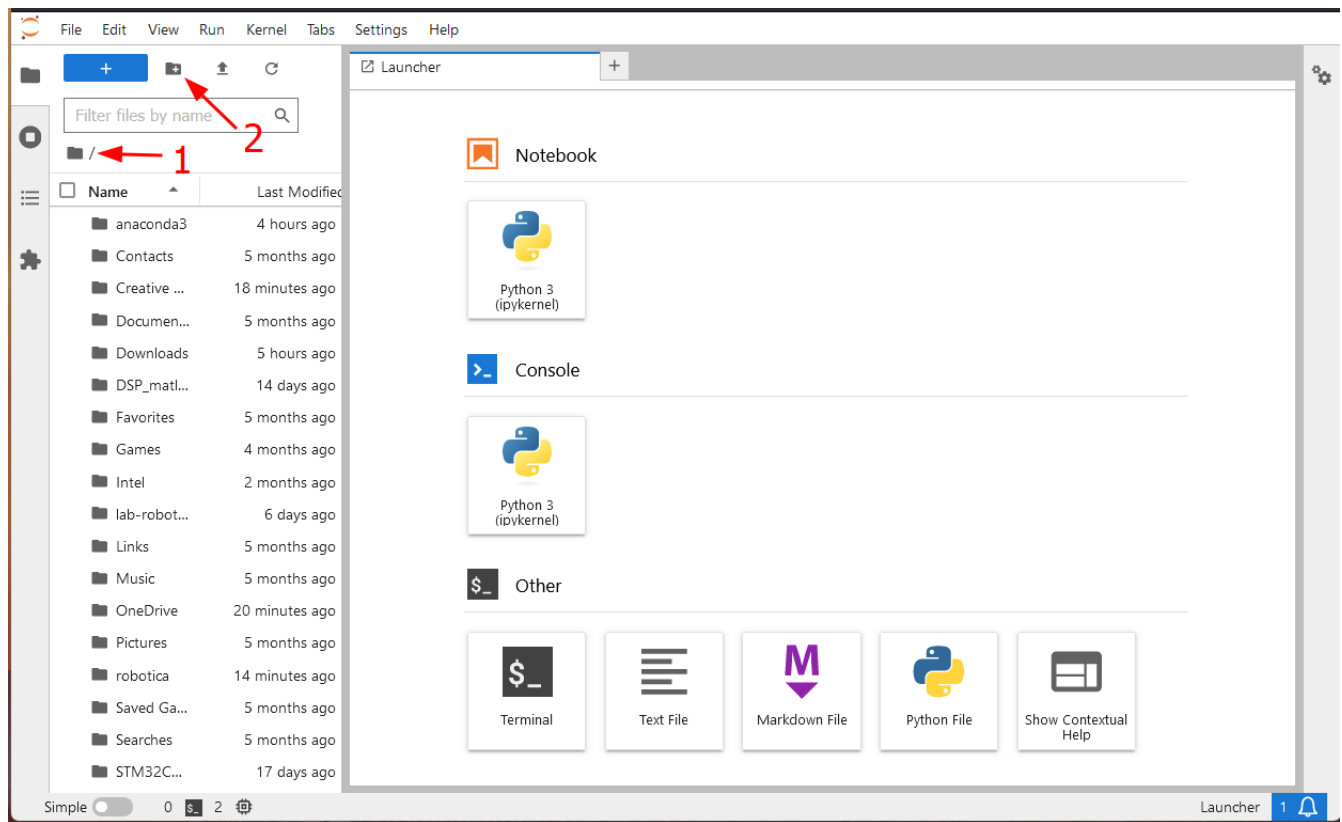 File Edit View Run Kernel Tabs Settings Help
+
Launcher
+
Filter files by name
2
/
1
Name Last Modified
anaconda3 4 hours ago
Contacts 5 months ago
Creative ... 18 minutes ago
Documen... 5 months ago
Downloads 5 hours ago
DSP_matl... 14 days ago
Favorites 5 months ago
Games 4 months ago
Intel 2 months ago
lab-robot... 6 days ago
Links 5 months ago
Music 5 months ago
OneDrive 20 minutes ago
Pictures 5 months ago
robotica 14 minutes ago
Saved Ga... 5 months ago
Searches 5 months ago
STM32C... 17 days ago
Notebook
Python 3
(ipykernel)
>_ Console
Python 3
(ipykernel)
$_ Other
$_
Terminal
Text File
M
Markdown File
Python File
Show Contextual
Help
Simple 0 $_ 2 Launcher 1